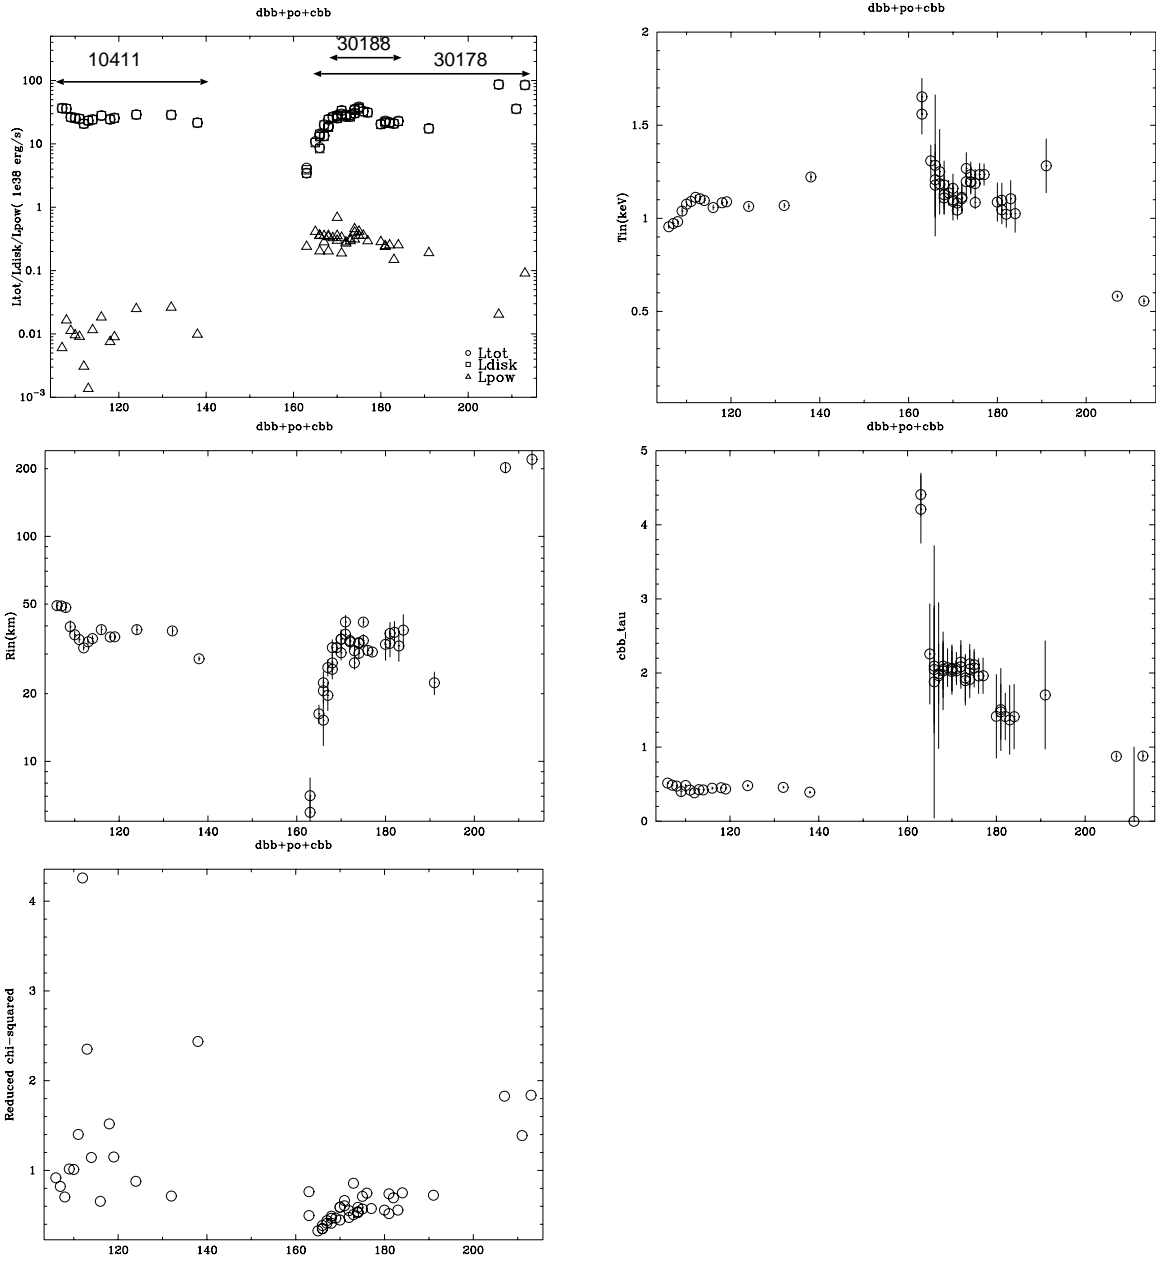 dbb+po+cbb
30188
10411
30178
100
10
1
0.1
0.01
10⁻³
Ltot/Ldisk/Lpow( 1e38 erg/s)
Ltot
Ldisk
Lpow
120 140 160 180 200
dbb+po+cbb
2
1.5
1
0.5
Tin(keV)
120 140 160 180 200
dbb+po+cbb
200
100
50
20
10
Rin(km)
120 140 160 180 200
dbb+po+cbb
5
4
3
2
1
0
cbb_tau
120 140 160 180 200
dbb+po+cbb
4
3
2
1
Reduced chi-squared
120 140 160 180 200